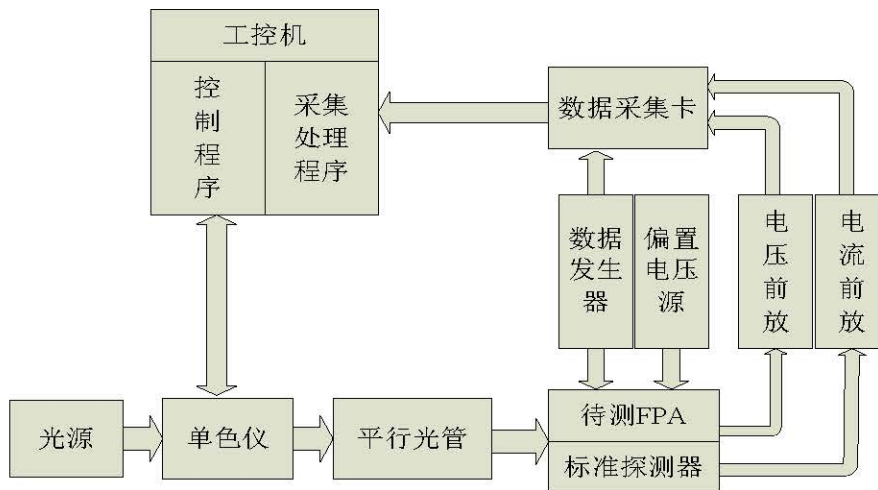 工控机
控
制
程
序
采集
处理
程序
数据采集卡
数据
发生
器
偏置
电压
源
电
压
前
放
电
流
前
放
光源
单色仪
平行光管
待测FPA
标准探测器